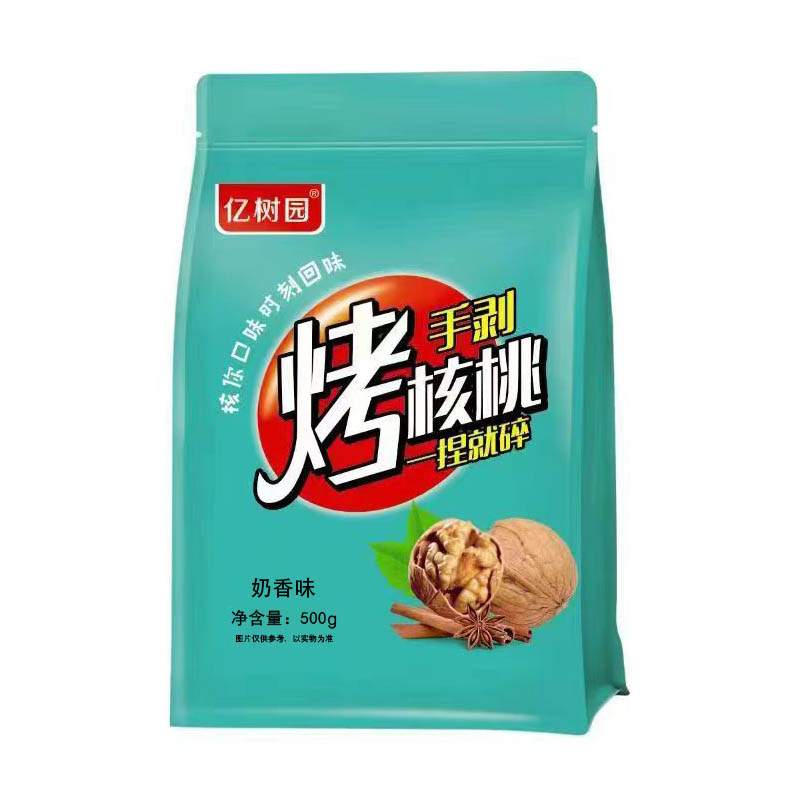 亿树园®
核你口味时刻回味
手剥
烤核桃
一捏就碎
奶香味
净含量：500g
图片仅供参考，以实物为准